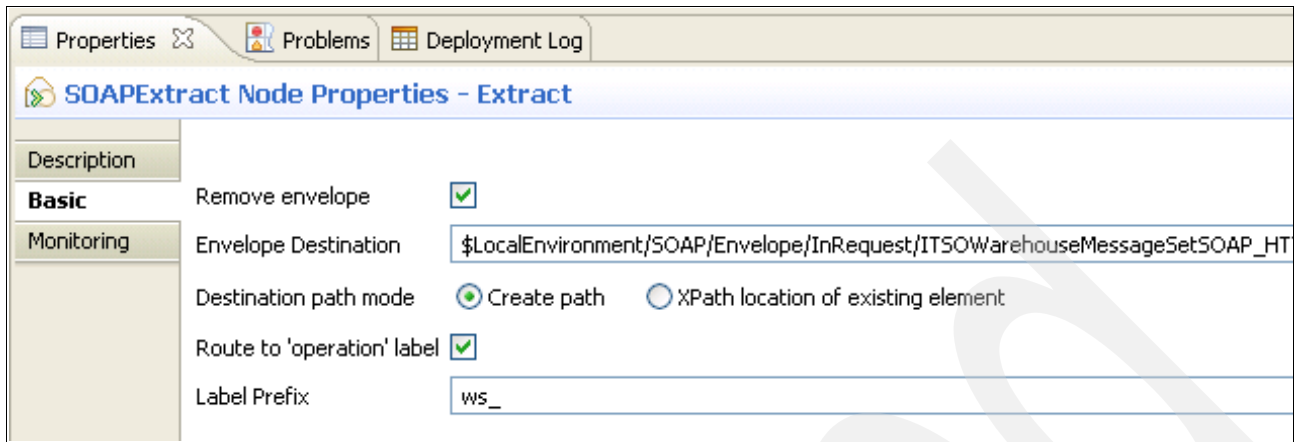 Properties Problems Deployment Log
SOAPExtract Node Properties - Extract
Description
Basic Remove envelope
Monitoring Envelope Destination $LocalEnvironment/SOAP/Envelope/InRequest/ITSOWarehouseMessageSetSOAP_HT
Destination path mode Create path XPath location of existing element
Route to 'operation' label
Label Prefix ws_